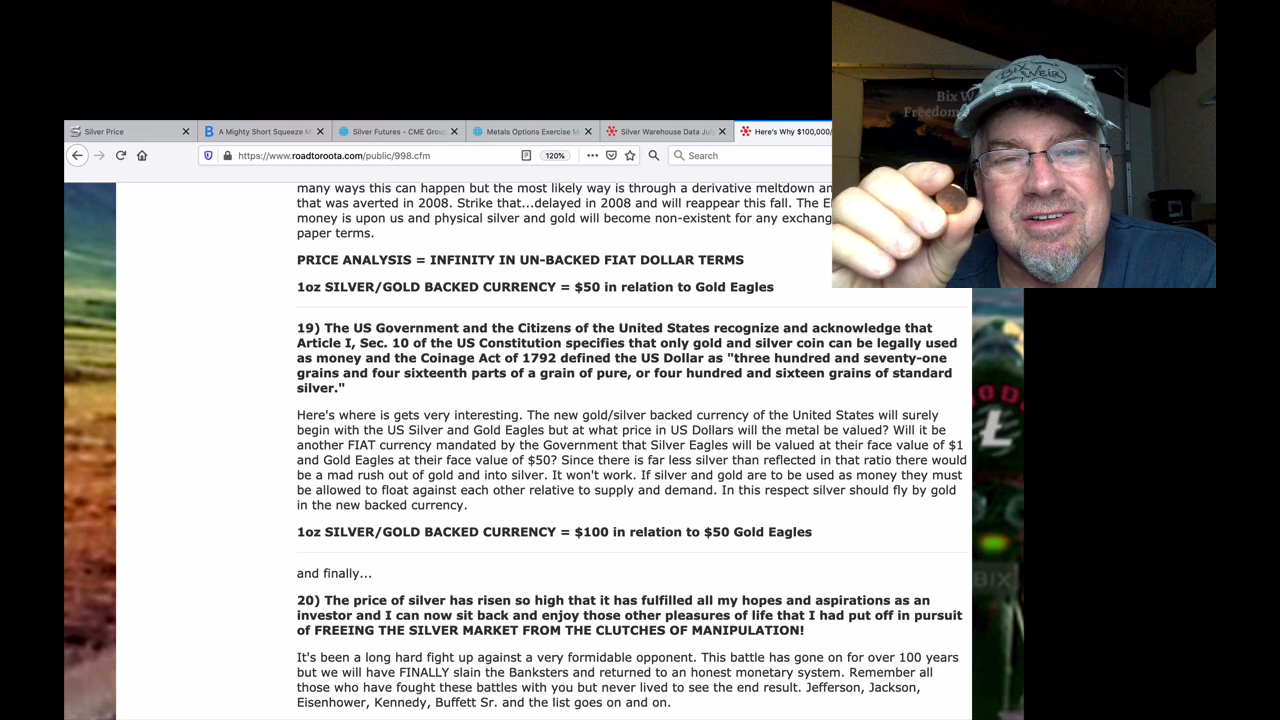 Silver Price
A Mighty Short Squeeze M
Silver Futures - CME Grou
Metals Options Exercise M
Silver Warehouse Data Jul
Here's Why $100,000/
https://www.roadtoroota.com/public/998.cfm
120%
Search
Bix W
Freedom
BIX WEIR
many ways this can happen but the most likely way is through a derivative meltdown an
that was averted in 2008. Strike that...delayed in 2008 and will reappear this fall. The E
money is upon us and physical silver and gold will become non-existent for any exchang
paper terms.
PRICE ANALYSIS = INFINITY IN UN-BACKED FIAT DOLLAR TERMS
1oz SILVER/GOLD BACKED CURRENCY = $50 in relation to Gold Eagles
19) The US Government and the Citizens of the United States recognize and acknowledge that
Article I, Sec. 10 of the US Constitution specifies that only gold and silver coin can be legally used
as money and the Coinage Act of 1792 defined the US Dollar as "three hundred and seventy-one
grains and four sixteenth parts of a grain of pure, or four hundred and sixteen grains of standard
silver."
Here's where is gets very interesting. The new gold/silver backed currency of the United States will surely
begin with the US Silver and Gold Eagles but at what price in US Dollars will the metal be valued? Will it be
another FIAT currency mandated by the Government that Silver Eagles will be valued at their face value of $1
and Gold Eagles at their face value of $50? Since there is far less silver than reflected in that ratio there would
be a mad rush out of gold and into silver. It won't work. If silver and gold are to be used as money they must
be allowed to float against each other relative to supply and demand. In this respect silver should fly by gold
in the new backed currency.
1oz SILVER/GOLD BACKED CURRENCY = $100 in relation to $50 Gold Eagles
and finally...
20) The price of silver has risen so high that it has fulfilled all my hopes and aspirations as an
investor and I can now sit back and enjoy those other pleasures of life that I had put off in pursuit
of FREEING THE SILVER MARKET FROM THE CLUTCHES OF MANIPULATION!
It's been a long hard fight up against a very formidable opponent. This battle has gone on for over 100 years
but we will have FINALLY slain the Banksters and returned to an honest monetary system. Remember all
those who have fought these battles with you but never lived to see the end result. Jefferson, Jackson,
Eisenhower, Kennedy, Buffett Sr. and the list goes on and on.
BIX